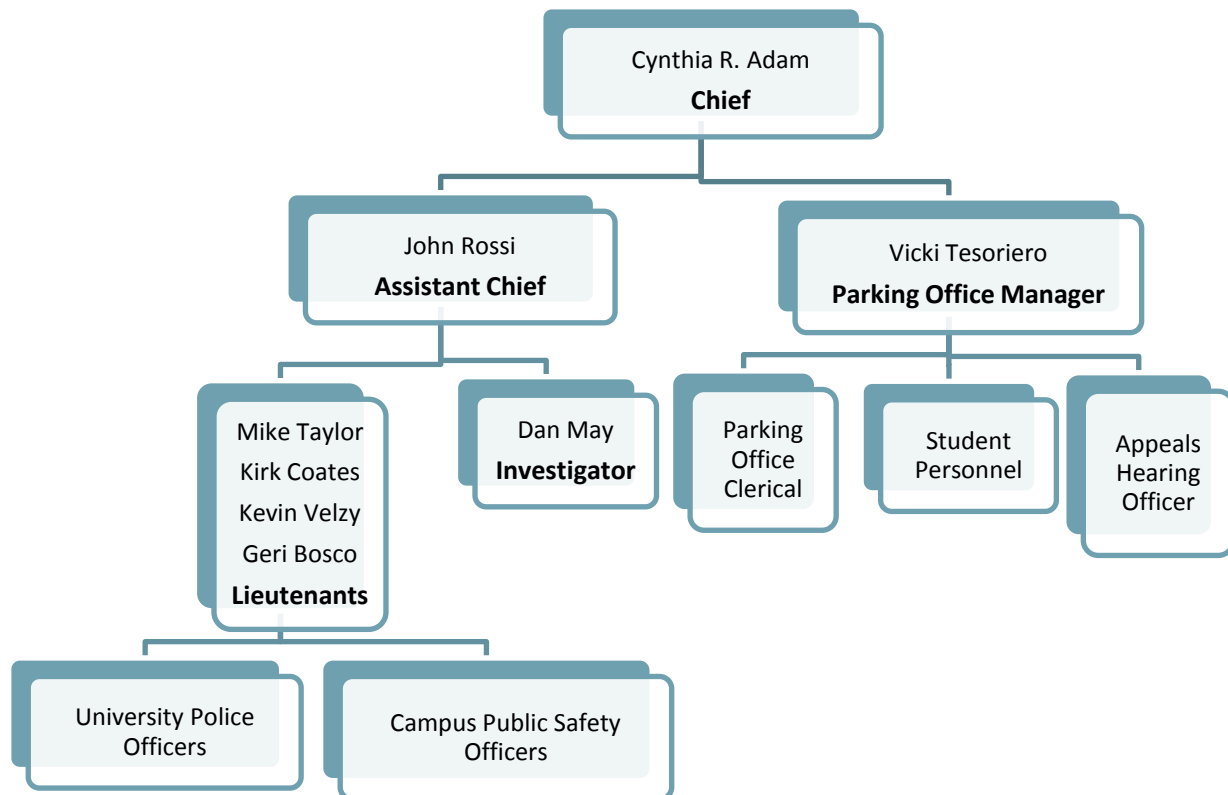 Cynthia R. Adam
Chief
John Rossi
Assistant Chief
Vicki Tesoriero
Parking Office Manager
Mike Taylor
Kirk Coates
Kevin Velzy
Geri Bosco
Lieutenants
Dan May
Investigator
Parking
Office
Clerical
Student
Personnel
Appeals
Hearing
Officer
University Police
Officers
Campus Public Safety
Officers